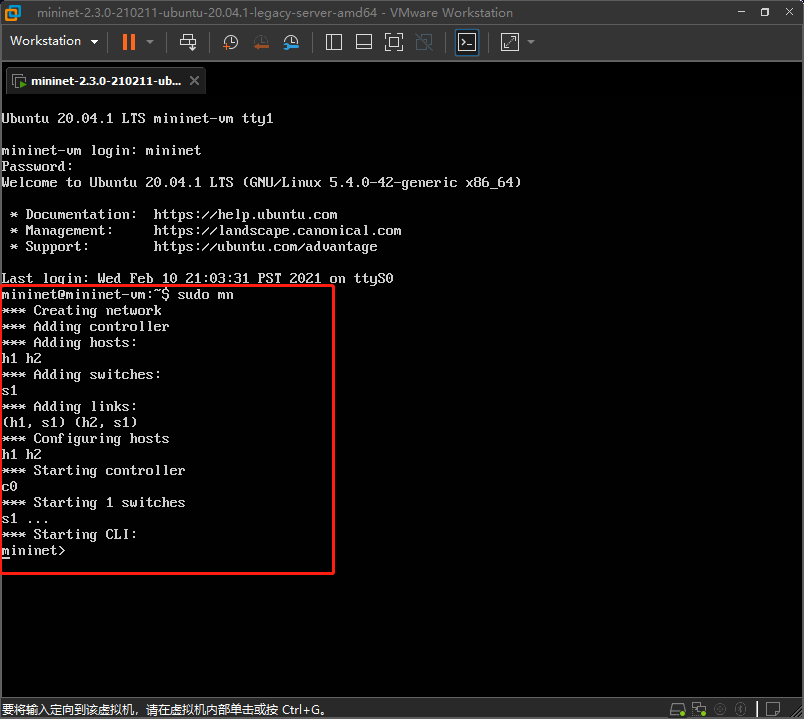 mininet-2.3.0-210211-ubuntu-20.04.1-legacy-server-amd64 - VMware Workstation
Workstation
mininet-2.3.0-210211-ub...
Ubuntu 20.04.1 LTS mininet-vm tty1
mininet-vm login: mininet
Password:
Welcome to Ubuntu 20.04.1 LTS (GNU/Linux 5.4.0-42-generic x86_64)
* Documentation:  https://help.ubuntu.com
* Management:     https://landscape.canonical.com
* Support:        https://ubuntu.com/advantage
Last login: Wed Feb 10 21:03:31 PST 2021 on ttyS0
mininet@mininet-vm:~$ sudo mn
*** Creating network
*** Adding controller
*** Adding hosts:
h1 h2
*** Adding switches:
s1
*** Adding links:
(h1, s1) (h2, s1)
*** Configuring hosts
h1 h2
*** Starting controller
c0
*** Starting 1 switches
s1 ...
*** Starting CLI:
mininet>
要将输入定向到该虚拟机，请在虚拟机内部单击或按 Ctrl+G。